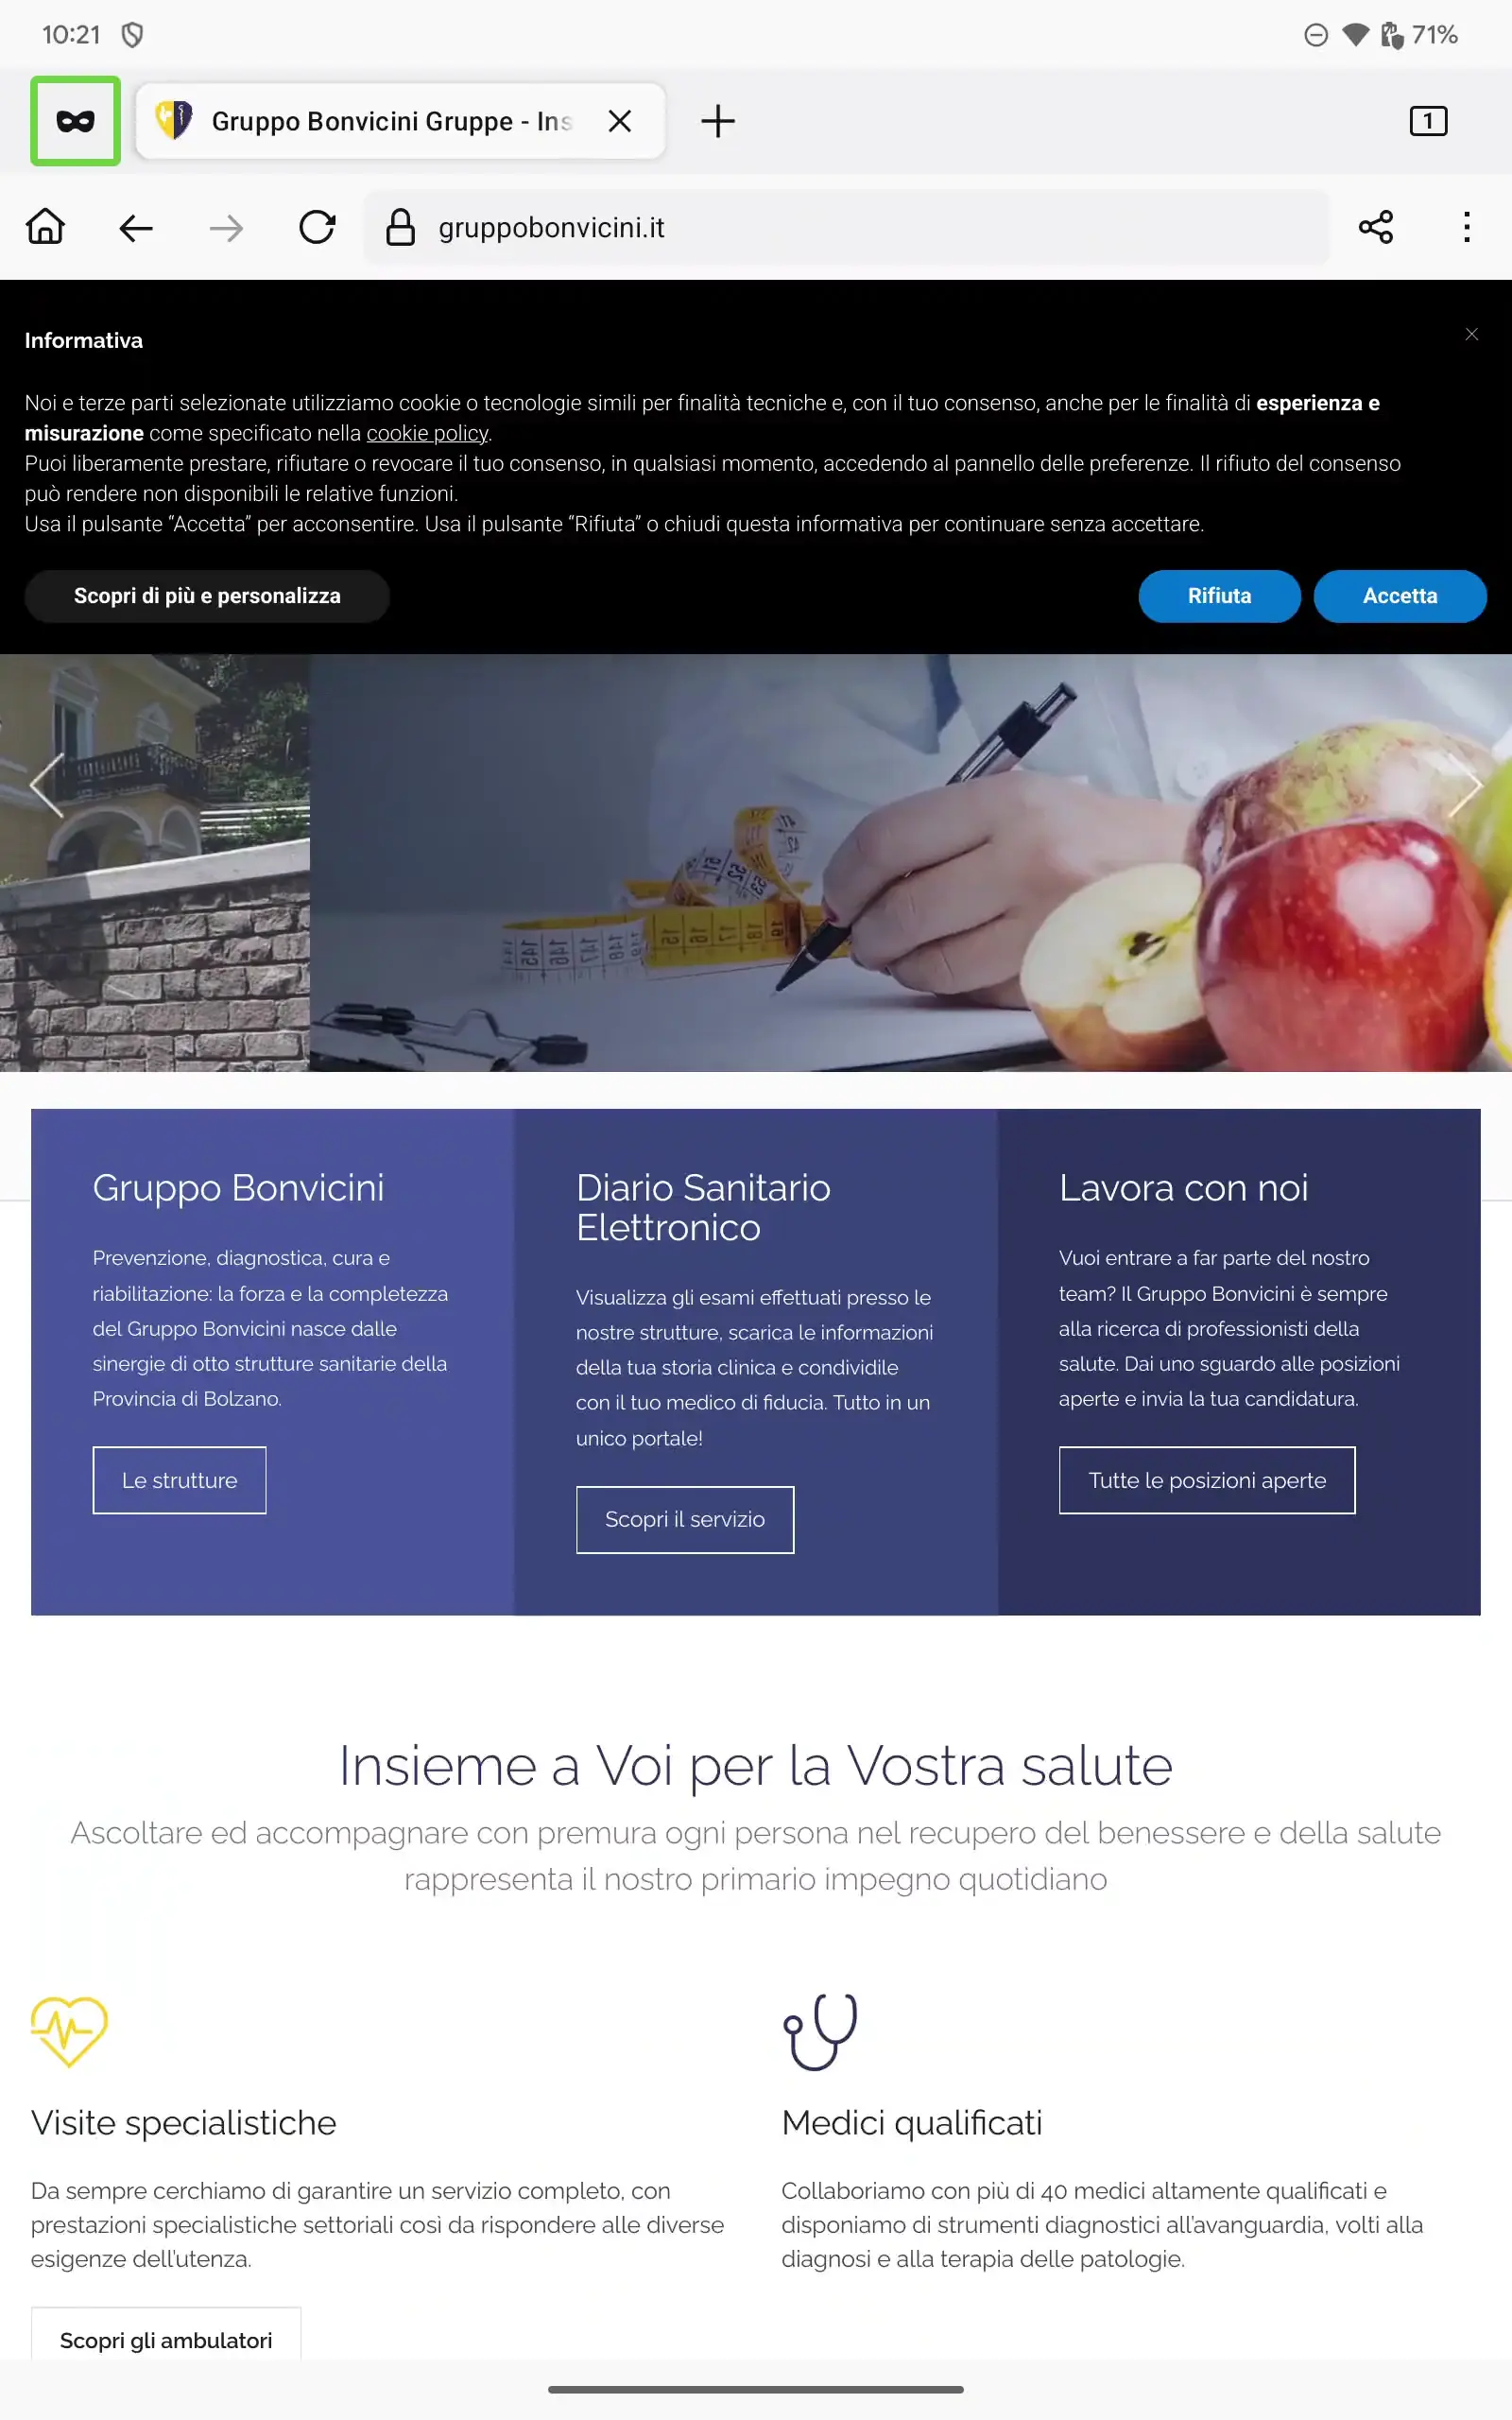 10:21
71%
Gruppo Bonvicini Gruppe - Ins
1
gruppobonvicini.it
Informativa
Noi e terze parti selezionate utilizziamo cookie o tecnologie simili per finalità tecniche e, con il tuo consenso, anche per le finalità di esperienza e
misurazione come specificato nella cookie policy.
Puoi liberamente prestare, rifiutare o revocare il tuo consenso, in qualsiasi momento, accedendo al pannello delle preferenze. Il rifiuto del consenso
può rendere non disponibili le relative funzioni.
Usa il pulsante “Accetta” per acconsentire. Usa il pulsante “Rifiuta” o chiudi questa informativa per continuare senza accettare.
Scopri di più e personalizza
Rifiuta
Accetta
Gruppo Bonvicini
Prevenzione, diagnostica, cura e
riabilitazione: la forza e la completezza
del Gruppo Bonvicini nasce dalle
sinergie di otto strutture sanitarie della
Provincia di Bolzano.
Le strutture
Diario Sanitario
Elettronico
Visualizza gli esami effettuati presso le
nostre strutture, scarica le informazioni
della tua storia clinica e condividile
con il tuo medico di fiducia. Tutto in un
unico portale!
Scopri il servizio
Lavora con noi
Vuoi entrare a far parte del nostro
team? Il Gruppo Bonvicini è sempre
alla ricerca di professionisti della
salute. Dai uno sguardo alle posizioni
aperte e invia la tua candidatura.
Tutte le posizioni aperte
Insieme a Voi per la Vostra salute
Ascoltare ed accompagnare con premura ogni persona nel recupero del benessere e della salute
rappresenta il nostro primario impegno quotidiano
Visite specialistiche
Da sempre cerchiamo di garantire un servizio completo, con
prestazioni specialistiche settoriali così da rispondere alle diverse
esigenze dell'utenza.
Scopri gli ambulatori
Medici qualificati
Collaboriamo con più di 40 medici altamente qualificati e
disponiamo di strumenti diagnostici all'avanguardia, volti alla
diagnosi e alla terapia delle patologie.